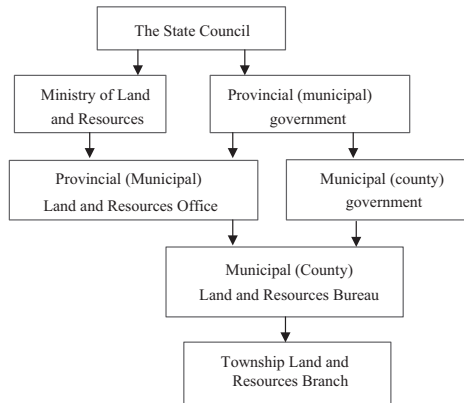 The State Council
Ministry of Land
and Resources
Provincial (municipal)
government
Provincial (Municipal)
Land and Resources Office
Municipal (county)
government
Municipal (County)
Land and Resources Bureau
Township Land and
Resources Branch